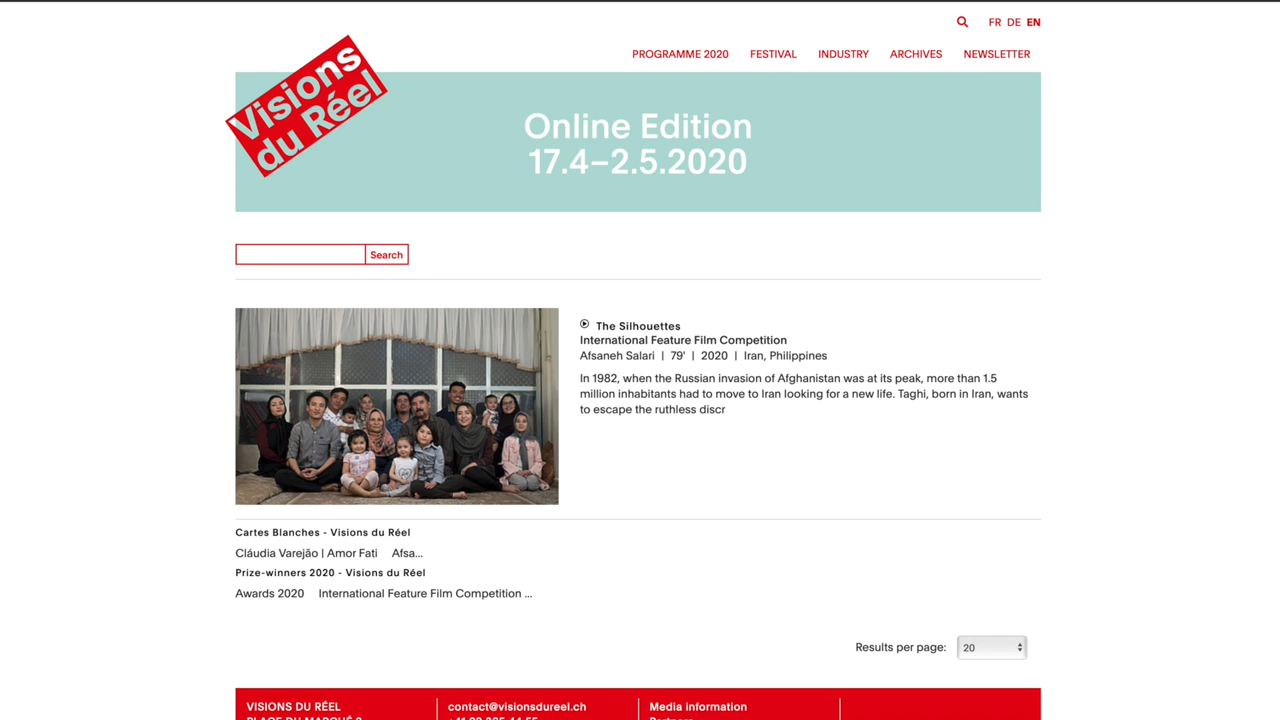 FR DE EN
PROGRAMME 2020 FESTIVAL INDUSTRY ARCHIVES NEWSLETTER
Visions
du Réel
Online Edition
17.4–2.5.2020
Search
The Silhouettes
International Feature Film Competition
Afsaneh Salari | 79' | 2020 | Iran, Philippines
In 1982, when the Russian invasion of Afghanistan was at its peak, more than 1.5
million inhabitants had to move to Iran looking for a new life. Taghi, born in Iran, wants
to escape the ruthless discr
Cartes Blanches - Visions du Réel
Cláudia Varejão | Amor Fati Afsa...
Prize-winners 2020 - Visions du Réel
Awards 2020 International Feature Film Competition ...
Results per page: 20
VISIONS DU RÉEL contact@visionsdureel.ch Media information